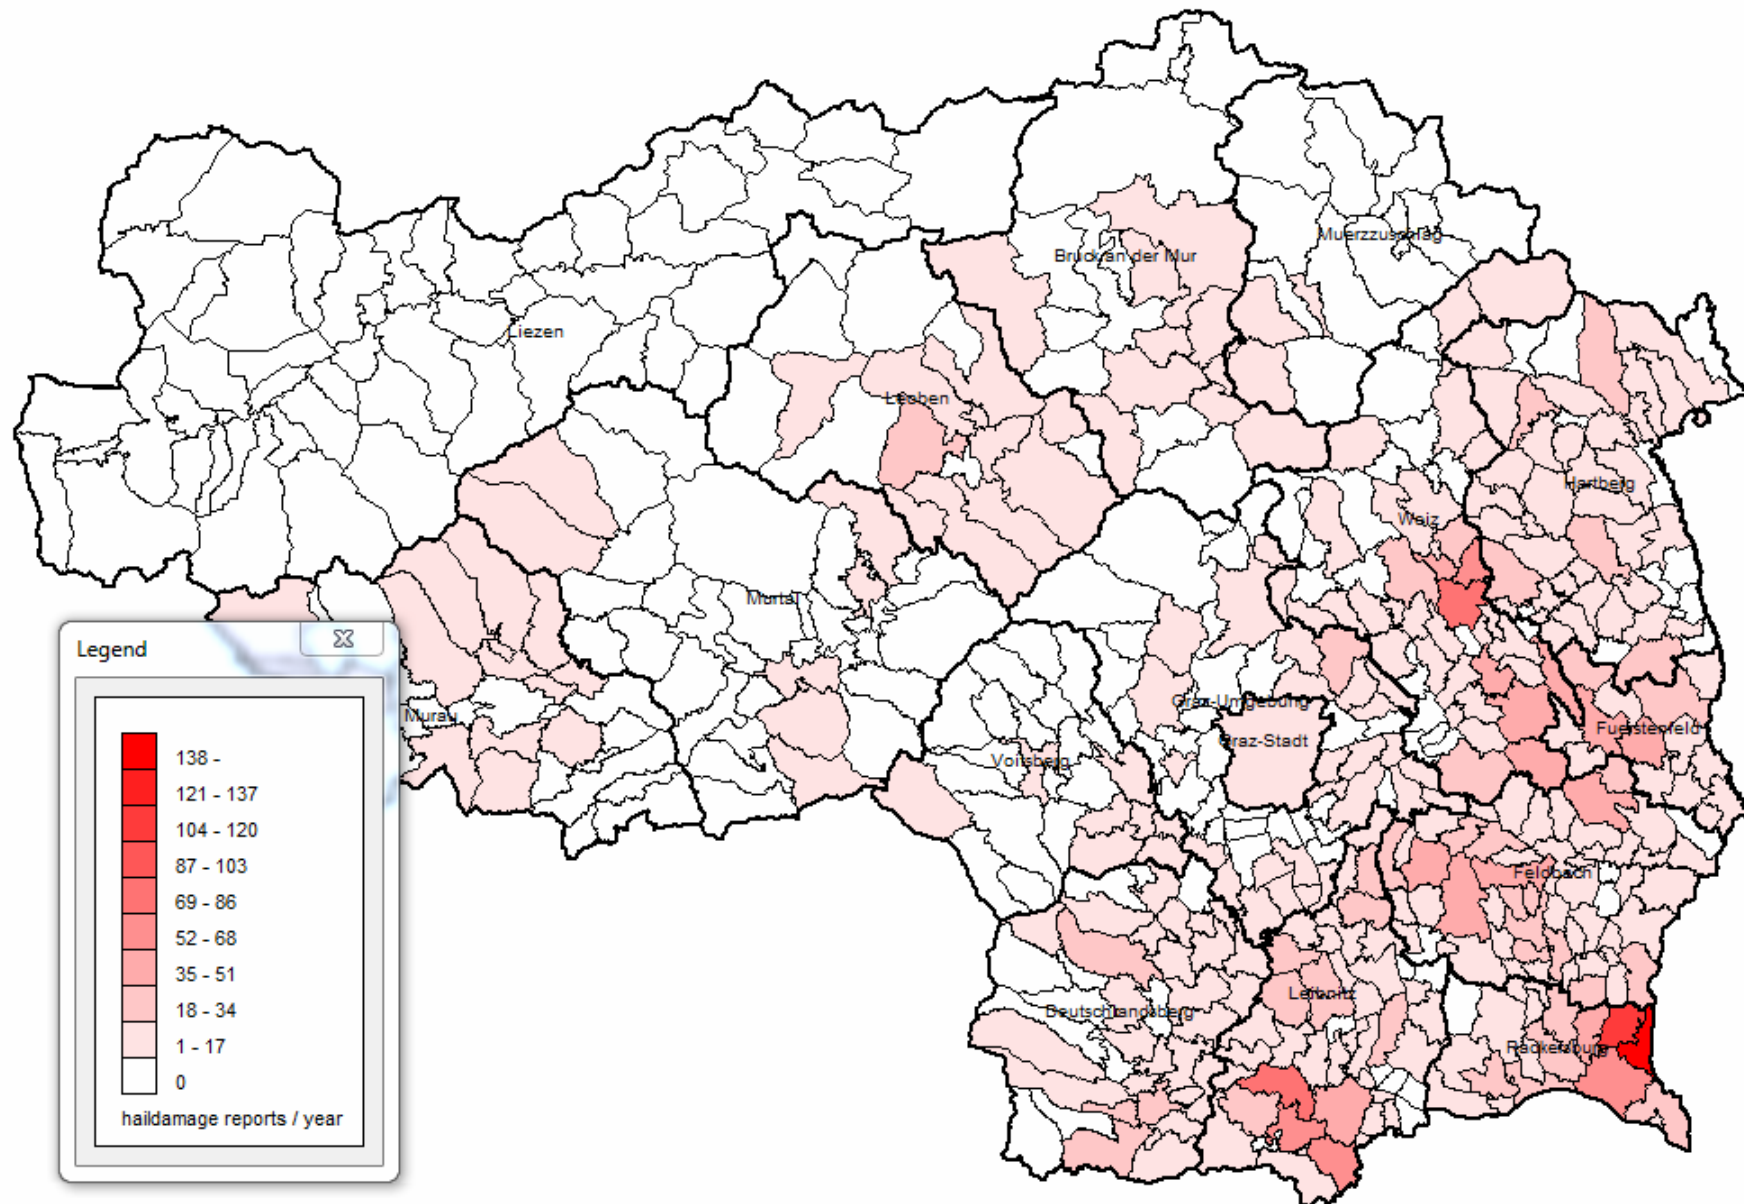 Muerzzuschlag
Bruck an der Mur
Liezen
Leoben
Hartberg
Weiz
Murtal
Legend
Murau
Graz-Umgebung
Graz-Stadt
Fuerstenfeld
Voitsberg
138 -
121 - 137
104 - 120
87 - 103
69 - 86
52 - 68
35 - 51
18 - 34
1 - 17
0
haildamage reports / year
Feldbach
Leibnitz
Deutschlandsberg
Radkersburg